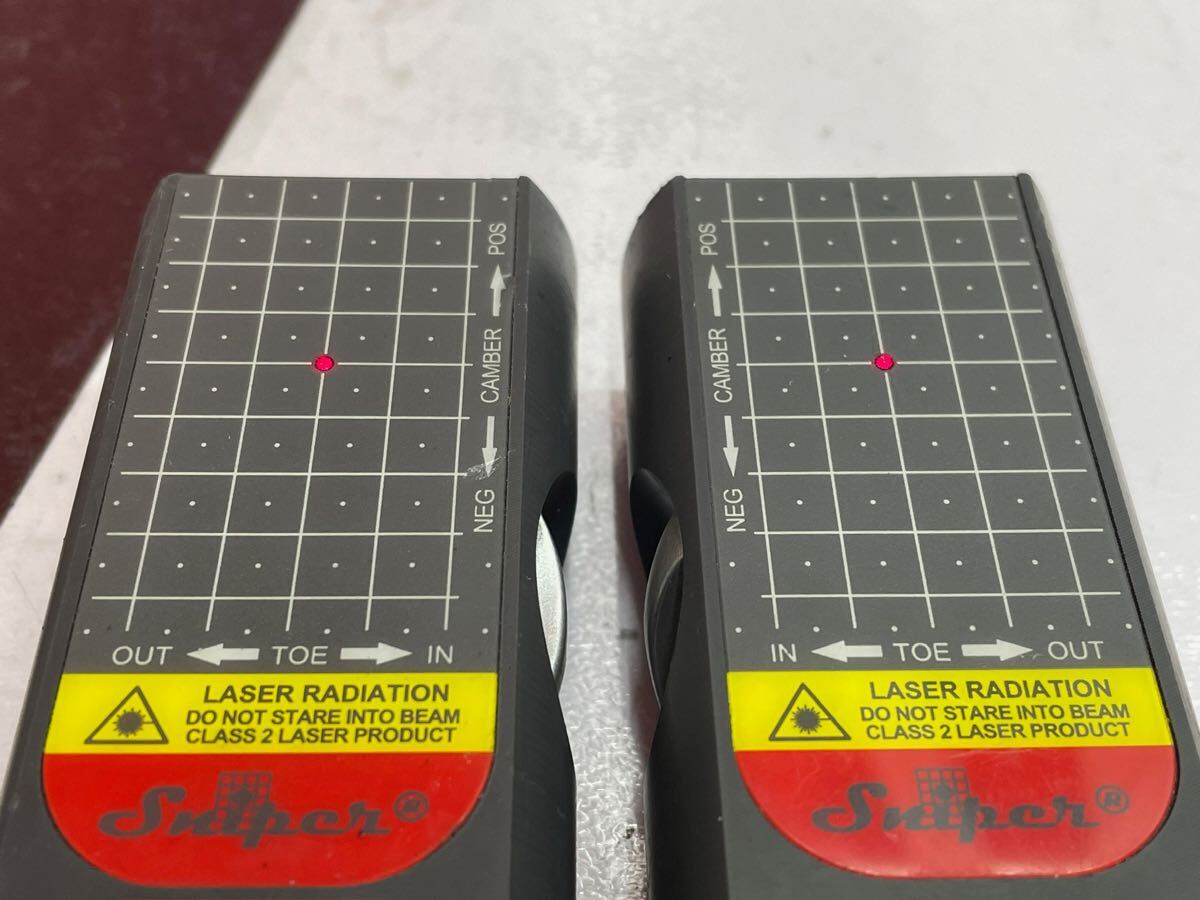 POS
CAMBER
NEG
OUT TOE IN
LASER RADIATION
DO NOT STARE INTO BEAM
CLASS 2 LASER PRODUCT
Sniper®
POS
CAMBER
NEG
IN TOE OUT
LASER RADIATION
DO NOT STARE INTO BEAM
CLASS 2 LASER PRODUCT
Sniper®